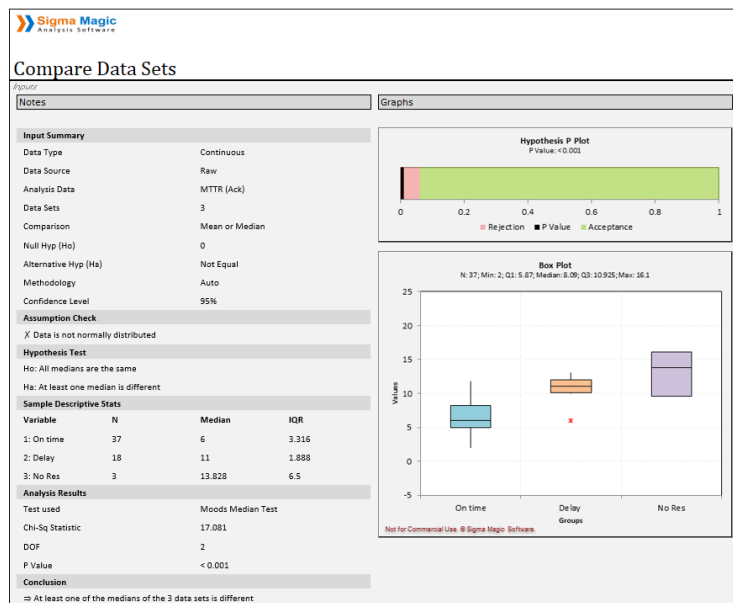 Sigma Magic
Analysis Software
Compare Data Sets
Inputs
Notes
Input Summary
Data Type Continuous
Data Source Raw
Analysis Data MTTR (Ack)
Data Sets 3
Comparison Mean or Median
Null Hyp (Ho) 0
Alternative Hyp (Ha) Not Equal
Methodology Auto
Confidence Level 95%
Assumption Check
✗ Data is not normally distributed
Hypothesis Test
Ho: All medians are the same
Ha: At least one median is different
Sample Descriptive Stats
Variable N Median IQR
1: On time 37 6 3.316
2: Delay 18 11 1.888
3: No Res 3 13.828 6.5
Analysis Results
Test used Moods Median Test
Chi-Sq Statistic 17.081
DOF 2
P Value < 0.001
Conclusion
⇒ At least one of the medians of the 3 data sets is different
Graphs
Hypothesis P Plot
P Value: <0.001
0 0.2 0.4 0.6 0.8 1
Rejection P Value Acceptance
Box Plot
N: 37; Min: 2; Q1: 5.87; Median: 8.09; Q3: 10.925; Max: 16.1
25
20
15
10
5
0
-5
Values
On time Delay No Res
Groups
Not for Commercial Use. © Sigma Magic Software.